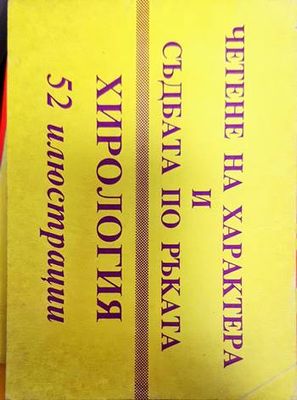 ЧЕТЕНЕ НА ХАРАКТЕРА
И
СЪДБАТА ПО РЪКАТА
ХИРОЛОГИЯ
52 илюстрации